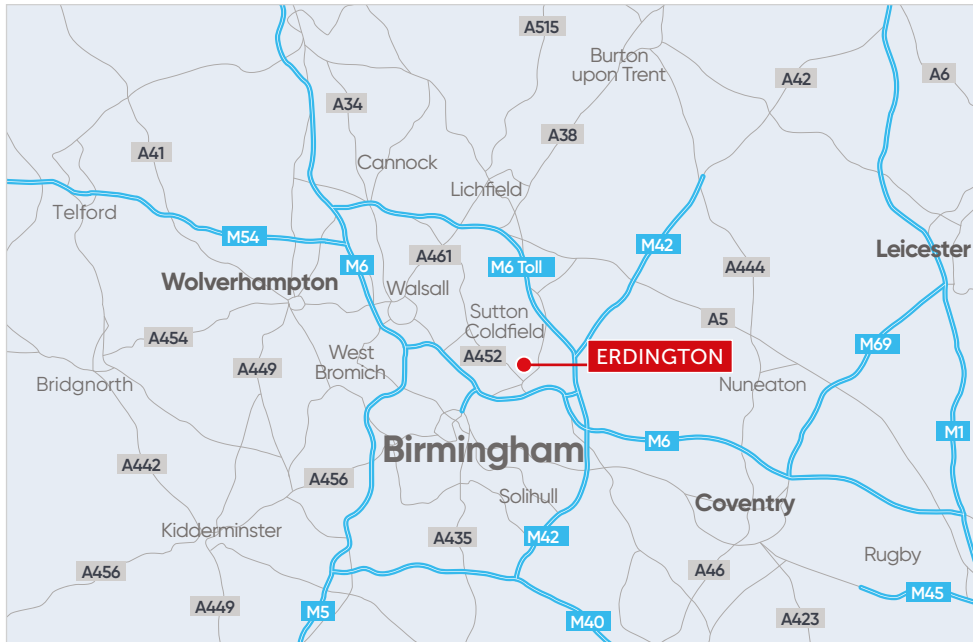 A515
Burton
upon Trent
A42
A6
A34
A38
A41
Cannock
Lichfield
Telford
M54
M42
A461
Leicester
M6
M6 Toll
A444
Wolverhampton
Walsall
Sutton
Coldfield
A5
A454
M69
West
Bromich
A452
ERDINGTON
A449
Bridgnorth
Nuneaton
M1
M6
Birmingham
A442
A456
Solihull
Coventry
Kidderminster
A435
M42
Rugby
A456
A46
M45
A449
M5
M40
A423